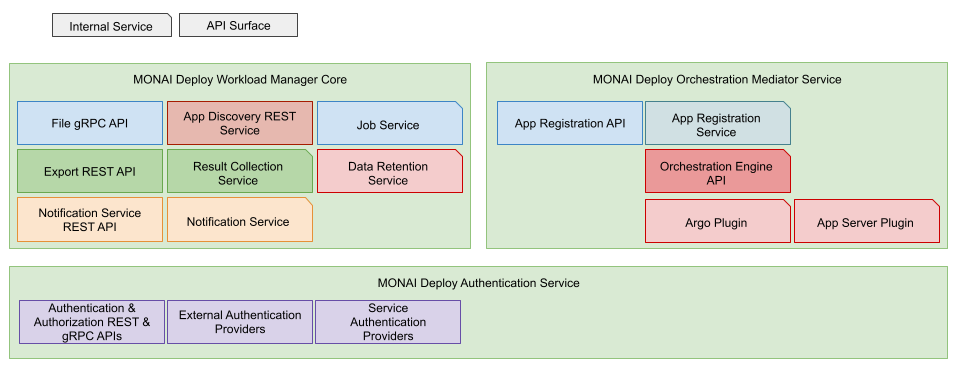 Internal Service
API Surface
MONAI Deploy Workload Manager Core
File gRPC API
App Discovery REST
Service
Job Service
Export REST API
Result Collection
Service
Data Retention
Service
Notification Service
REST API
Notification Service
MONAI Deploy Orchestration Mediator Service
App Registration API
App Registration
Service
Orchestration Engine
API
Argo Plugin
App Server Plugin
MONAI Deploy Authentication Service
Authentication &
Authorization REST &
gRPC APIs
External Authentication
Providers
Service
Authentication
Providers